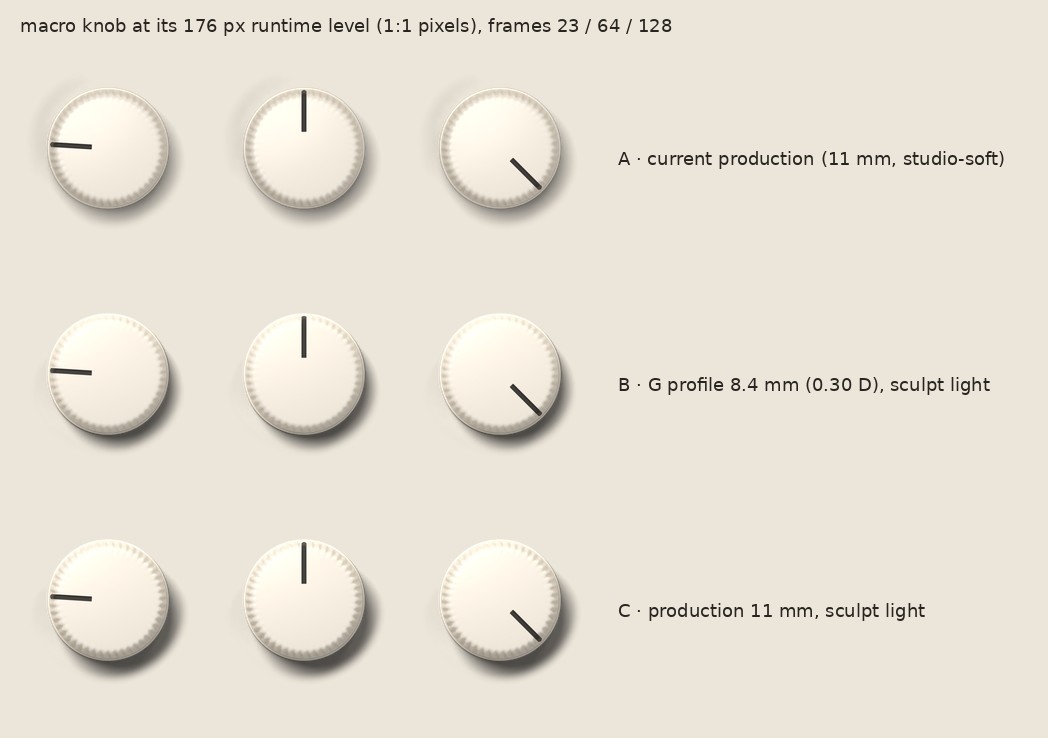 macro knob at its 176 px runtime level (1:1 pixels), frames 23 / 64 / 128
A · current production (11 mm, studio-soft)
B · G profile 8.4 mm (0.30 D), sculpt light
C · production 11 mm, sculpt light